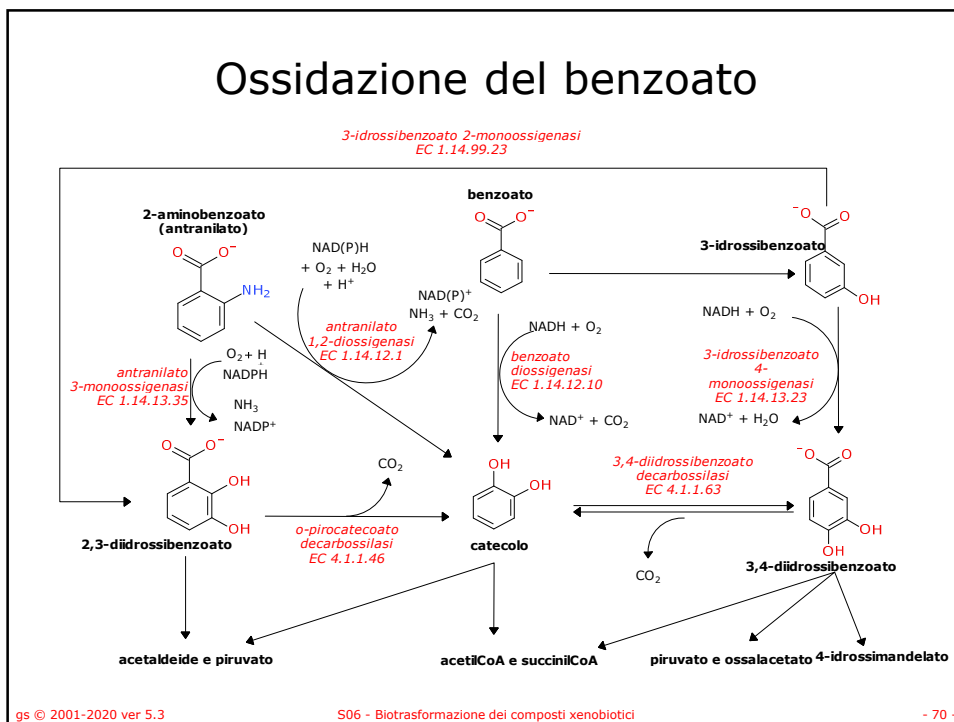 Ossidazione del benzoato
3-idrossibenzoato 2-monoossigenasi
EC 1.14.99.23
benzoato
O O⁻
2-aminobenzoato
(antranilato)
O O⁻
NH₂
NAD(P)H
+ O₂ + H₂O
+ H⁺
NAD(P)⁺
NH₃ + CO₂
antranilato
1,2-diossigenasi
EC 1.14.12.1
⁻O O
3-idrossibenzoato
OH
NADH + O₂
benzoato
diossigenasi
EC 1.14.12.10
NAD⁺ + CO₂
NADH + O₂
3-idrossibenzoato
4-
monoossigenasi
EC 1.14.13.23
NAD⁺ + H₂O
antranilato
3-monoossigenasi
EC 1.14.13.35
O₂ + H
+
NADPH
NH₃
NADP⁺
O O⁻
OH
OH
2,3-diidrossibenzoato
CO₂
o-pirocatecoato
decarbossilasi
EC 4.1.1.46
OH
OH
catecolo
3,4-diidrossibenzoato
decarbossilasi
EC 4.1.1.63
CO₂
⁻O O
OH
OH
3,4-diidrossibenzoato
acetaldeide e piruvato
acetilCoA e succinilCoA
piruvato e ossalacetato
4-idrossimandelato
gs © 2001-2020 ver 5.3
S06 - Biotrasformazione dei composti xenobiotici
- 70 -